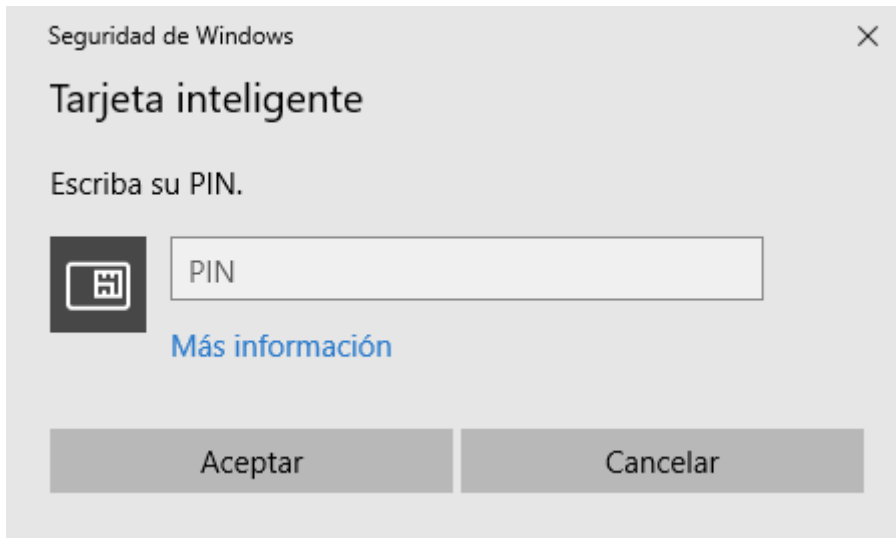 Seguridad de Windows
Tarjeta inteligente
Escriba su PIN.
PIN
Más información
Aceptar
Cancelar